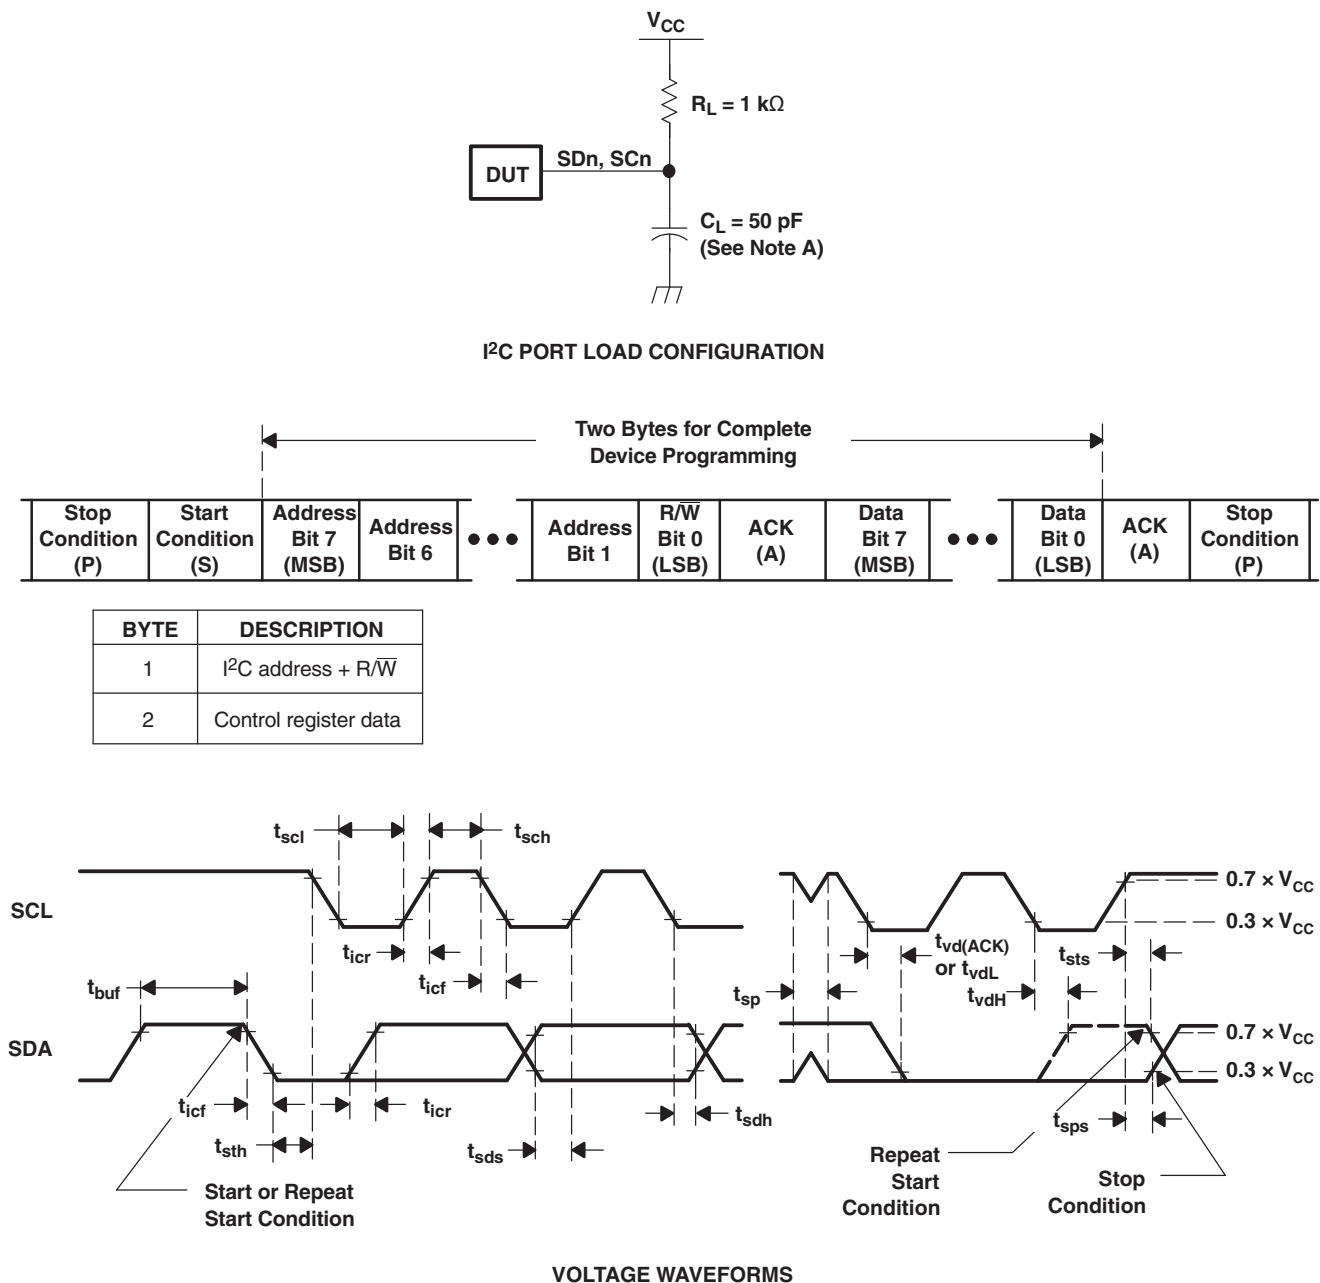 VCC
RL = 1 kΩ
DUT
SDn, SCn
CL = 50 pF
(See Note A)
I2C PORT LOAD CONFIGURATION
Two Bytes for Complete
Device Programming
Stop
Condition
(P)
Start
Condition
(S)
Address
Bit 7
(MSB)
Address
Bit 6
Address
Bit 1
R/W̅
Bit 0
(LSB)
ACK
(A)
Data
Bit 7
(MSB)
Data
Bit 0
(LSB)
ACK
(A)
Stop
Condition
(P)
BYTE DESCRIPTION
1 I2C address + R/W̅
2 Control register data
tscl
tsch
SCL
0.7 × VCC
0.3 × VCC
ticr
ticf
tvd(ACK)
or tvdL
tsts
tbuf
tsp
tvdH
SDA
0.7 × VCC
0.3 × VCC
ticf
ticr
tsth
tsds
tsdh
tsps
Start or Repeat
Start Condition
Repeat
Start
Condition
Stop
Condition
VOLTAGE WAVEFORMS